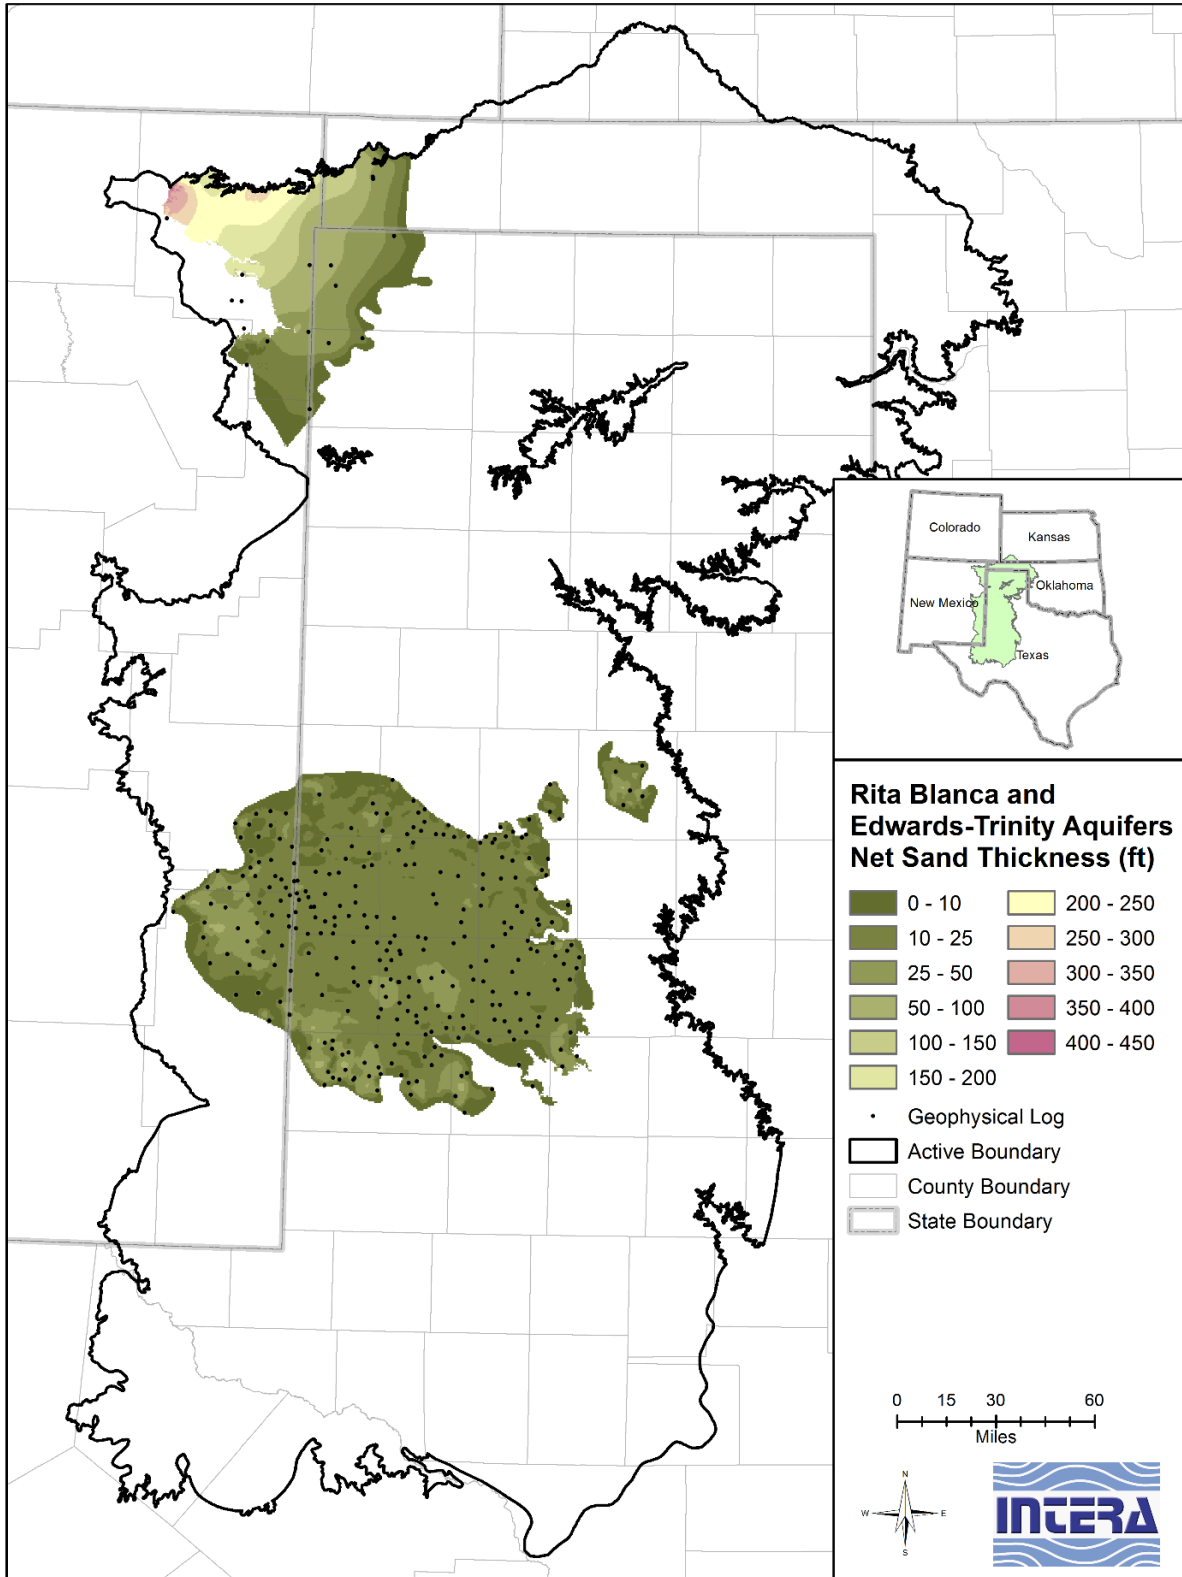 Colorado
Kansas
New Mexico
Oklahoma
Texas
Rita Blanca and
Edwards-Trinity Aquifers
Net Sand Thickness (ft)
0 - 10
200 - 250
10 - 25
250 - 300
25 - 50
300 - 350
50 - 100
350 - 400
100 - 150
400 - 450
150 - 200
Geophysical Log
Active Boundary
County Boundary
State Boundary
0 15 30 60
Miles
N
W E
S
INTERA